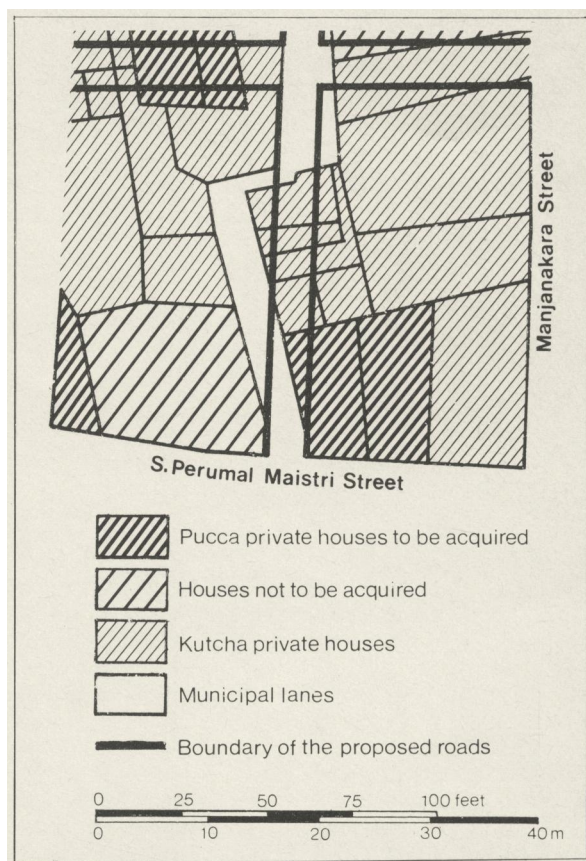 Manjanakara Street
S. Perumal Maistri Street
Pucca private houses to be acquired
Houses not to be acquired
Kutcha private houses
Municipal lanes
Boundary of the proposed roads
0 25 50 75 100 feet
0 10 20 30 40 m